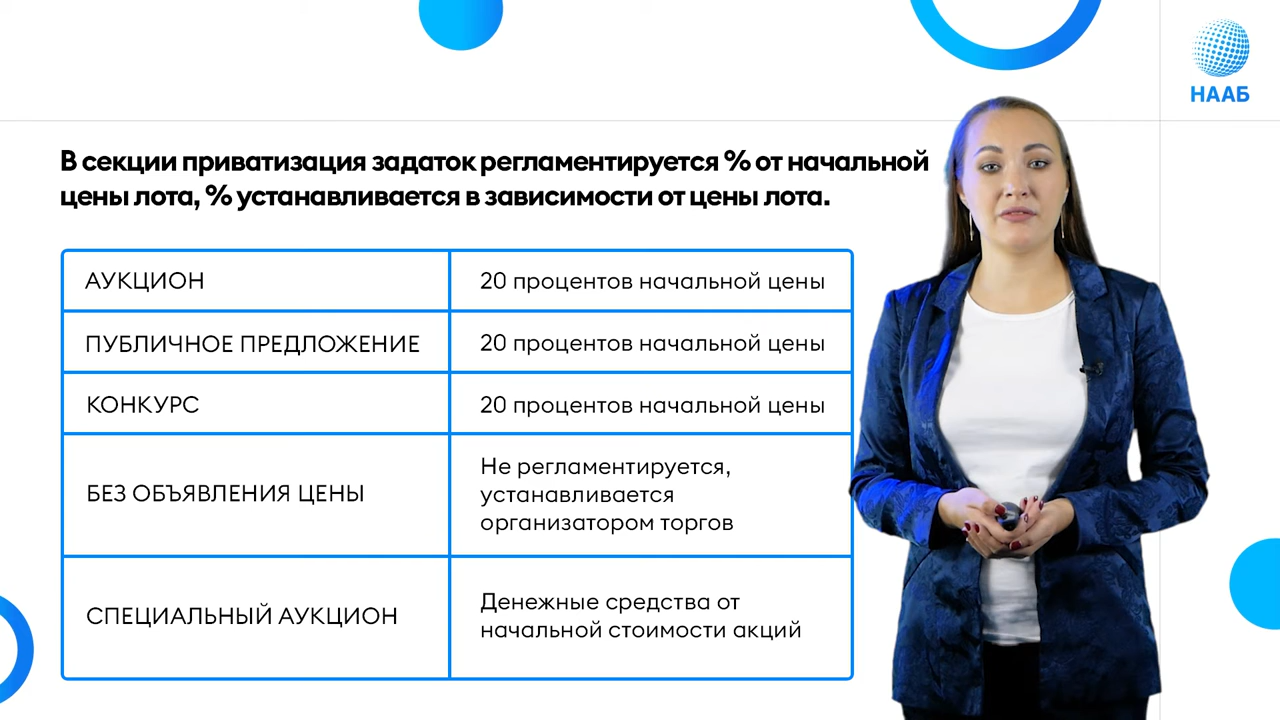 НААБ
В секции приватизация задаток регламентируется % от начальной
цены лота, % устанавливается в зависимости от цены лота.
АУКЦИОН
20 процентов начальной цены
ПУБЛИЧНОЕ ПРЕДЛОЖЕНИЕ
20 процентов начальной цены
КОНКУРС
20 процентов начальной цены
БЕЗ ОБЪЯВЛЕНИЯ ЦЕНЫ
Не регламентируется,
устанавливается
организатором торгов
СПЕЦИАЛЬНЫЙ АУКЦИОН
Денежные средства от
начальной стоимости акций